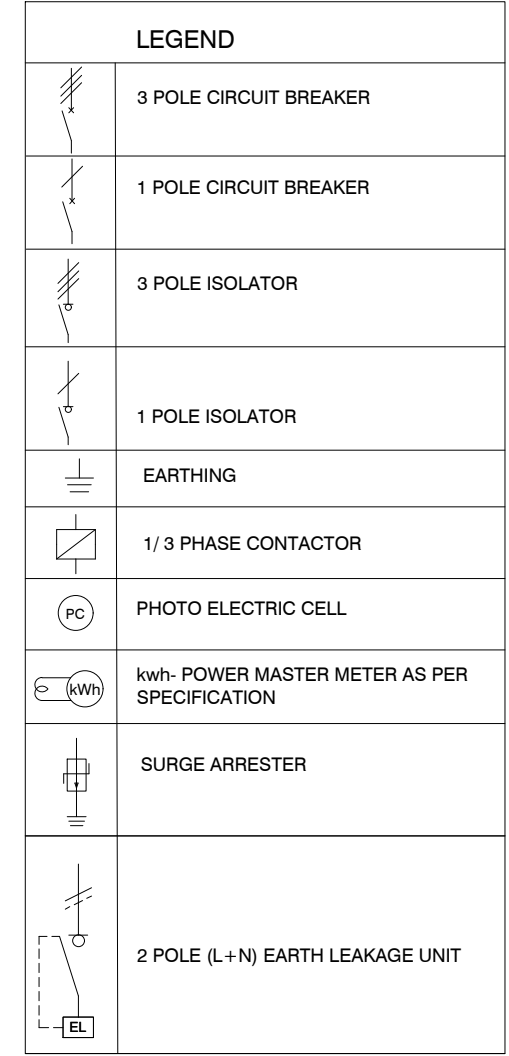 LEGEND
3 POLE CIRCUIT BREAKER
1 POLE CIRCUIT BREAKER
3 POLE ISOLATOR
1 POLE ISOLATOR
EARTHING
1/ 3 PHASE CONTACTOR
PC
PHOTO ELECTRIC CELL
kWh
kwh- POWER MASTER METER AS PER
SPECIFICATION
SURGE ARRESTER
2 POLE (L+N) EARTH LEAKAGE UNIT
EL